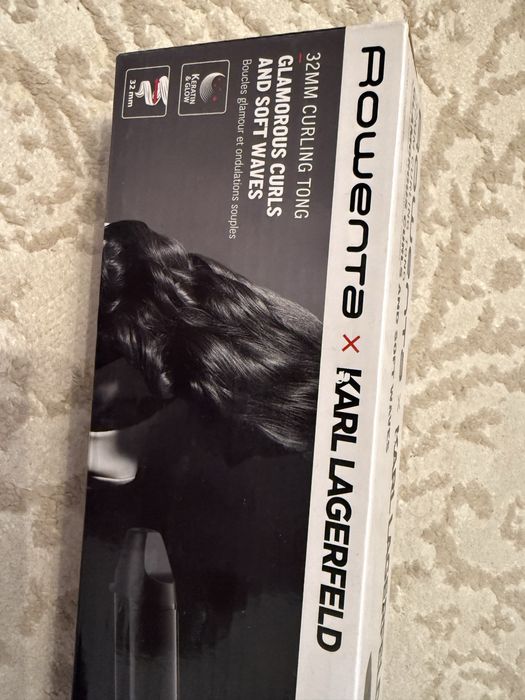 Rowenta x KARL LAGERFELD
32MM CURLING TONG
GLAMOROUS CURLS
AND SOFT WAVES
Boucles glamour et ondulations souples
KERATIN
& GLOW
32 mm